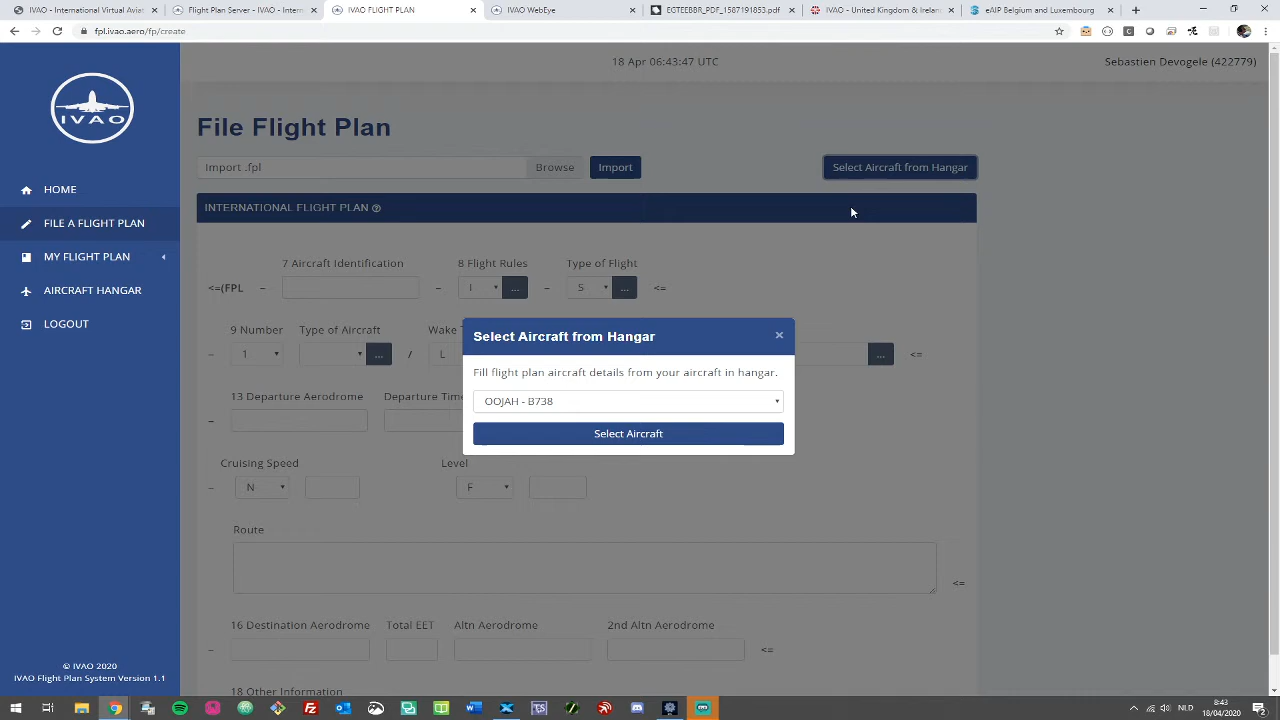 IVAO - International Virtual Aviat
Flight Plan Server - IVAO - Intern
IVAO FLIGHT PLAN
IVAO WebEye
EGTEEBBR_PDF_1587191853.pdf
IVAO - United Kingdom & Irelan
eAIP Belgium and Luxembourg
fpl.ivao.aero/fp/create
IVAO
HOME
FILE A FLIGHT PLAN
MY FLIGHT PLAN
AIRCRAFT HANGAR
LOGOUT
© IVAO 2020
IVAO Flight Plan System Version 1.1
18 Apr 06:43:47 UTC
Sebastien Devogele (422779)
File Flight Plan
Import .fpl
Browse
Import
Select Aircraft from Hangar
INTERNATIONAL FLIGHT PLAN
7 Aircraft Identification
8 Flight Rules
Type of Flight
<=(FPL – – I ... – S ... <=
9 Number
Type of Aircraft
Wake
– 1 ... / L ... <=
Select Aircraft from Hangar ×
Fill flight plan aircraft details from your aircraft in hangar.
OOJAH - B738
Select Aircraft
13 Departure Aerodrome
Departure Time
–
Cruising Speed
Level
– N F
Route
<=
16 Destination Aerodrome
Total EET
Altn Aerodrome
2nd Altn Aerodrome
– <=
18 Other Information
NLD
8:43
18/04/2020